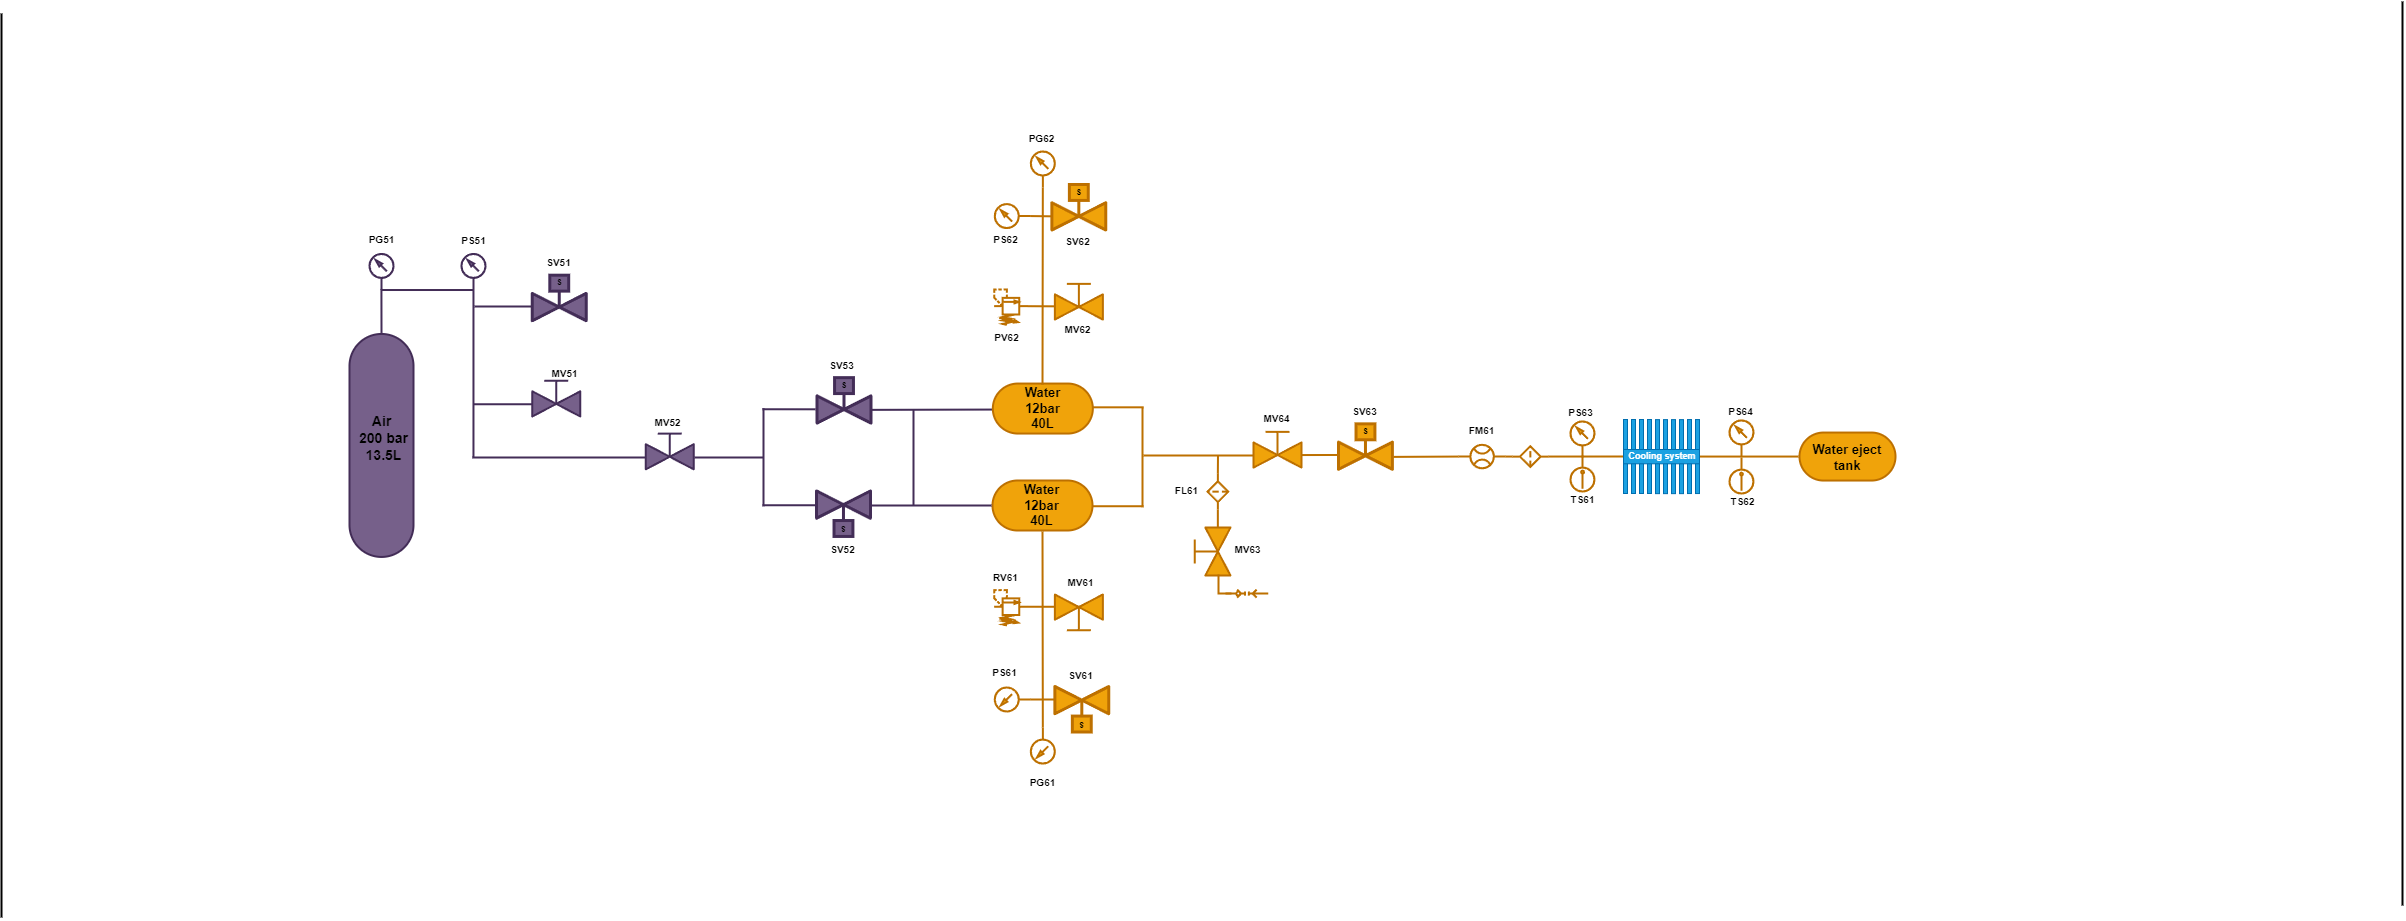 PG62
S
PS62
SV62
PG51
PS51
SV51
S
PV62
MV62
MV51
SV53
S
Air
200 bar
13.5L
MV52
Water
12bar
40L
MV64
SV63
S
FM61
PS63
PS64
Cooling system
Water eject
tank
Water
12bar
40L
FL61
TS61
TS62
S
SV52
MV63
RV61
MV61
PS61
SV61
S
PG61